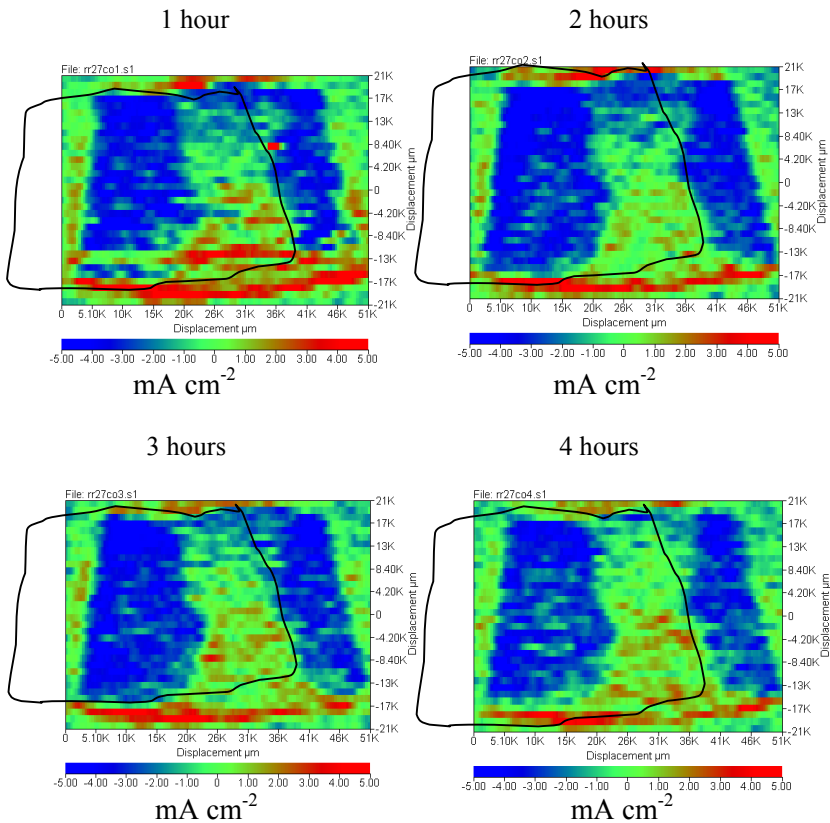 1 hour
2 hours
File: rr27co1.s1
21K
17K
13K
8.40K
4.20K
0
-4.20K
-8.40K
-13K
-17K
-21K
Displacement µm
0 5.10K 10K 15K 20K 26K 31K 36K 41K 46K 51K
Displacement µm
-5.00 -4.00 -3.00 -2.00 -1.00 0 1.00 2.00 3.00 4.00 5.00
mA cm-2
File: rr27co2.s1
21K
17K
13K
8.40K
4.20K
0
-4.20K
-8.40K
-13K
-17K
-21K
Displacement µm
0 5.10K 10K 15K 20K 26K 31K 36K 41K 46K 51K
Displacement µm
-5.00 -4.00 -3.00 -2.00 -1.00 0 1.00 2.00 3.00 4.00 5.00
mA cm-2
3 hours
4 hours
File: rr27co3.s1
21K
17K
13K
8.40K
4.20K
0
-4.20K
-8.40K
-13K
-17K
-21K
Displacement µm
0 5.10K 10K 15K 20K 26K 31K 36K 41K 46K 51K
Displacement µm
-5.00 -4.00 -3.00 -2.00 -1.00 0 1.00 2.00 3.00 4.00 5.00
mA cm-2
File: rr27co4.s1
21K
17K
13K
8.40K
4.20K
0
-4.20K
-8.40K
-13K
-17K
-21K
Displacement µm
0 5.10K 10K 15K 20K 26K 31K 36K 41K 46K 51K
Displacement µm
-5.00 -4.00 -3.00 -2.00 -1.00 0 1.00 2.00 3.00 4.00 5.00
mA cm-2